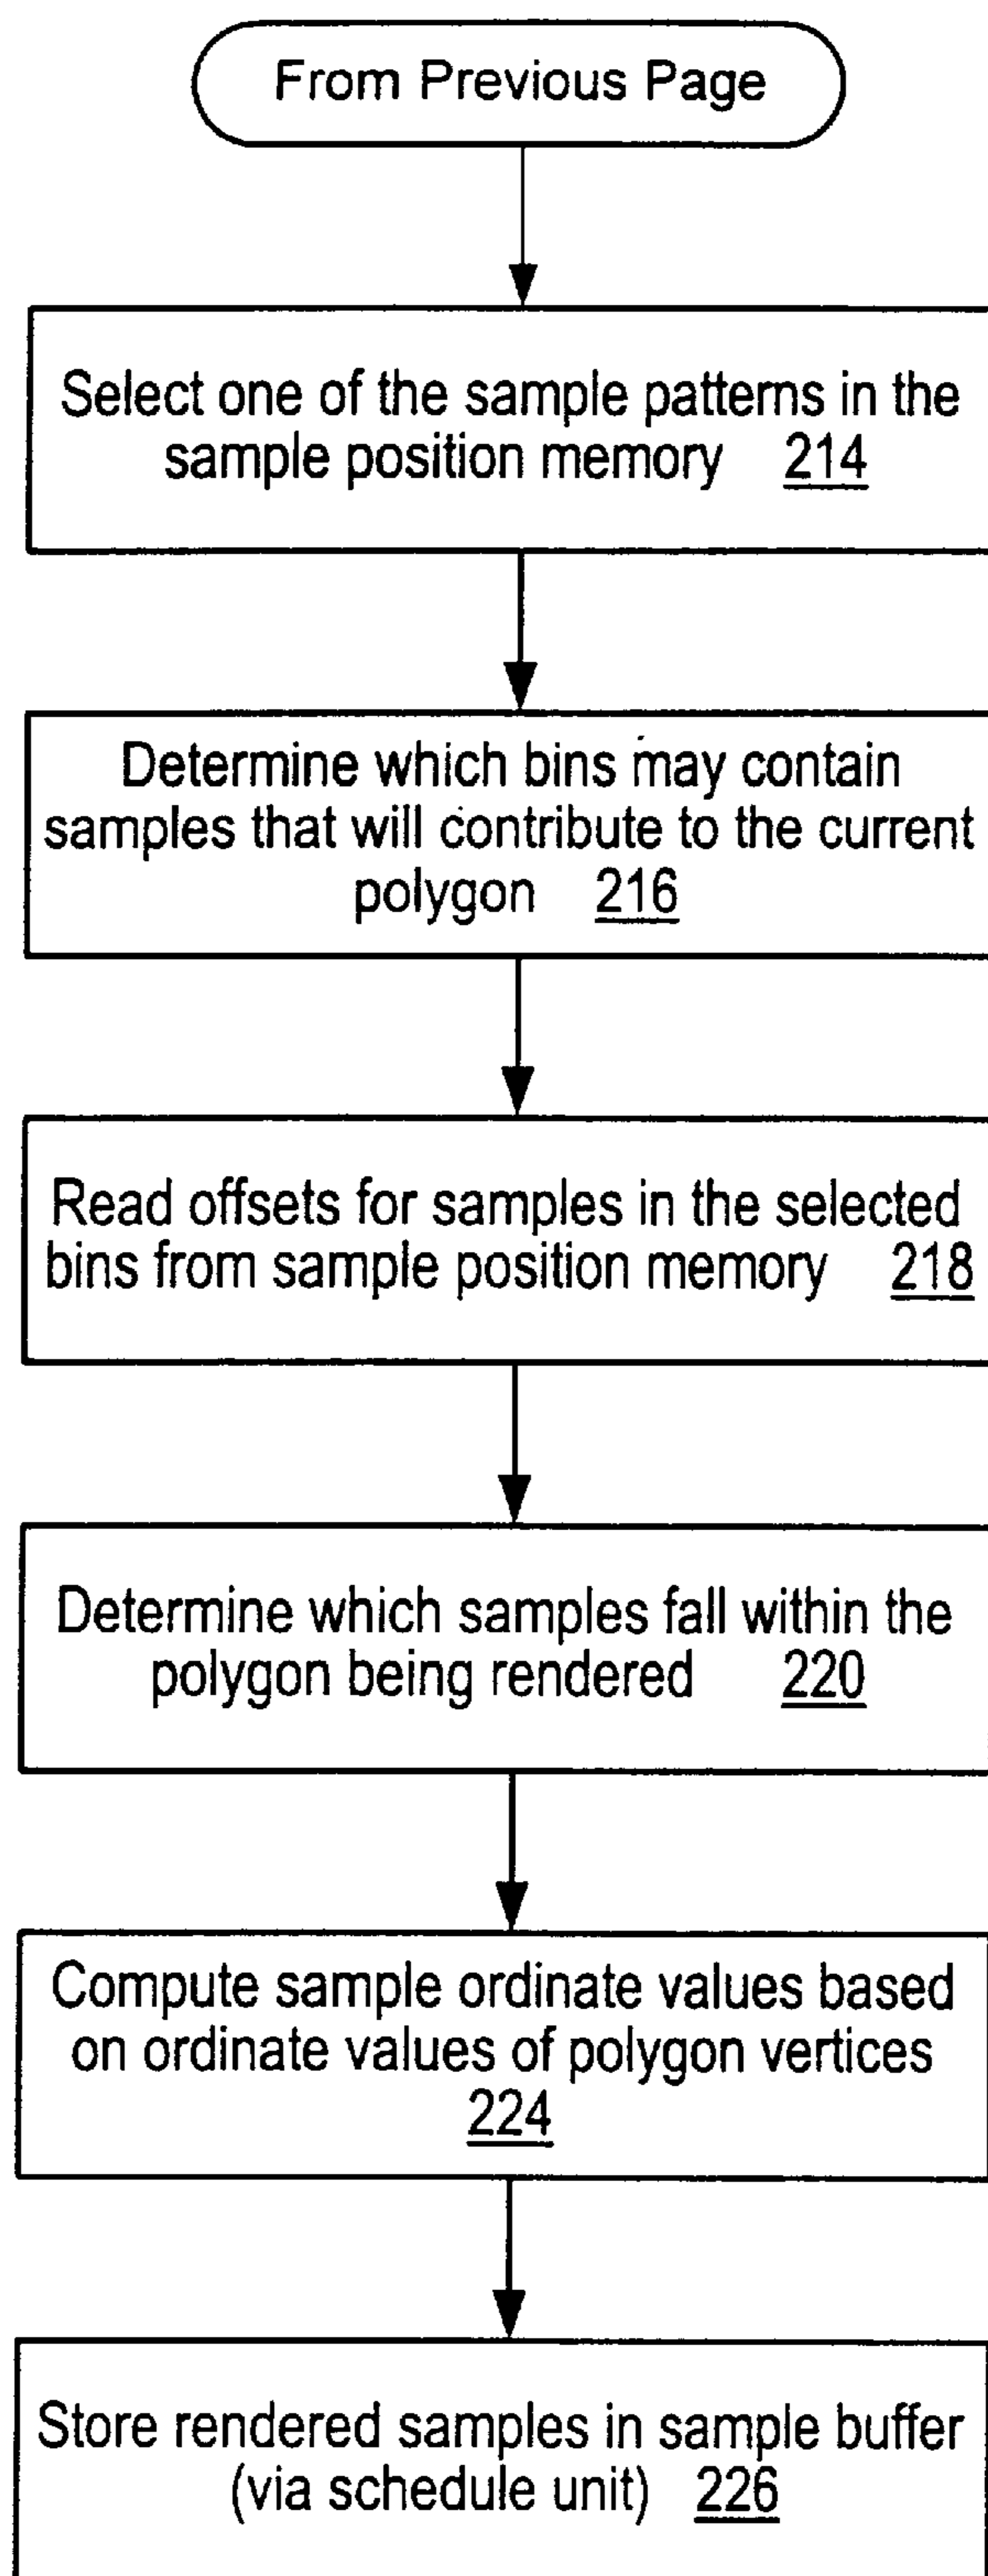 From Previous Page
Select one of the sample patterns in the
sample position memory 214
Determine which bins may contain
samples that will contribute to the current
polygon 216
Read offsets for samples in the selected
bins from sample position memory 218
Determine which samples fall within the
polygon being rendered 220
Compute sample ordinate values based
on ordinate values of polygon vertices
224
Store rendered samples in sample buffer
(via schedule unit) 226